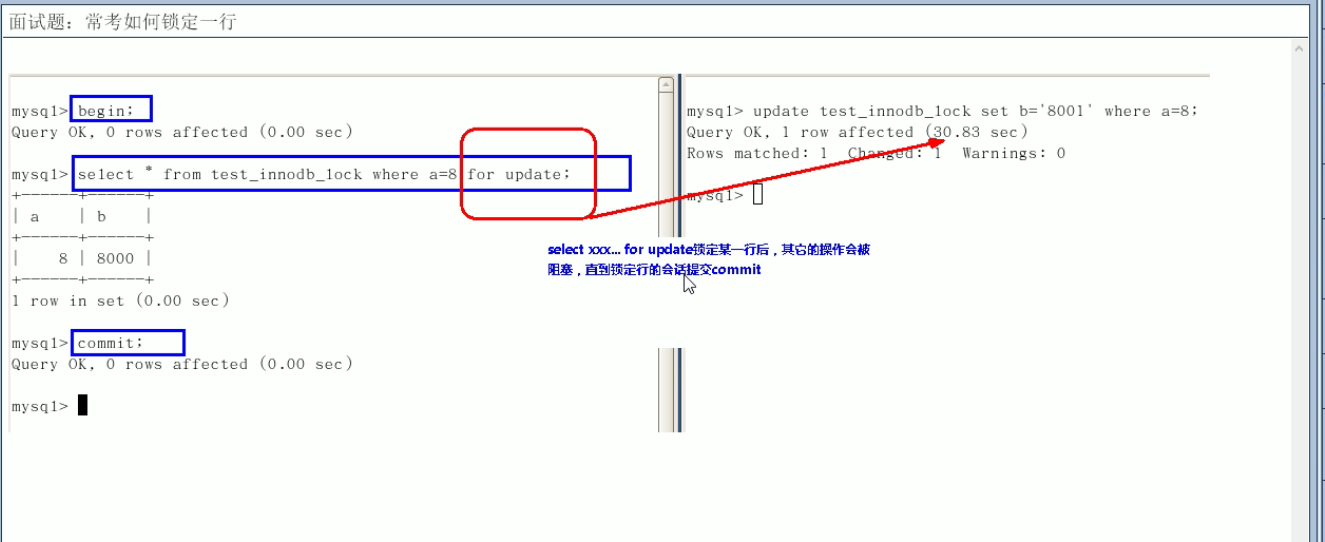 面试题：常考如何锁定一行
mysql> begin;
Query OK, 0 rows affected (0.00 sec)
mysql> select * from test_innodb_lock where a=8 for update;
+------+------+
| a    | b    |
+------+------+
|    8 | 8000 |
+------+------+
1 row in set (0.00 sec)
mysql> commit;
Query OK, 0 rows affected (0.00 sec)
mysql>
mysql> update test_innodb_lock set b='8001' where a=8;
Query OK, 1 row affected (30.83 sec)
Rows matched: 1  Changed: 1  Warnings: 0
mysql>
select xxx... for update锁定某一行后，其它的操作会被
阻塞，直到锁定行的会话提交commit